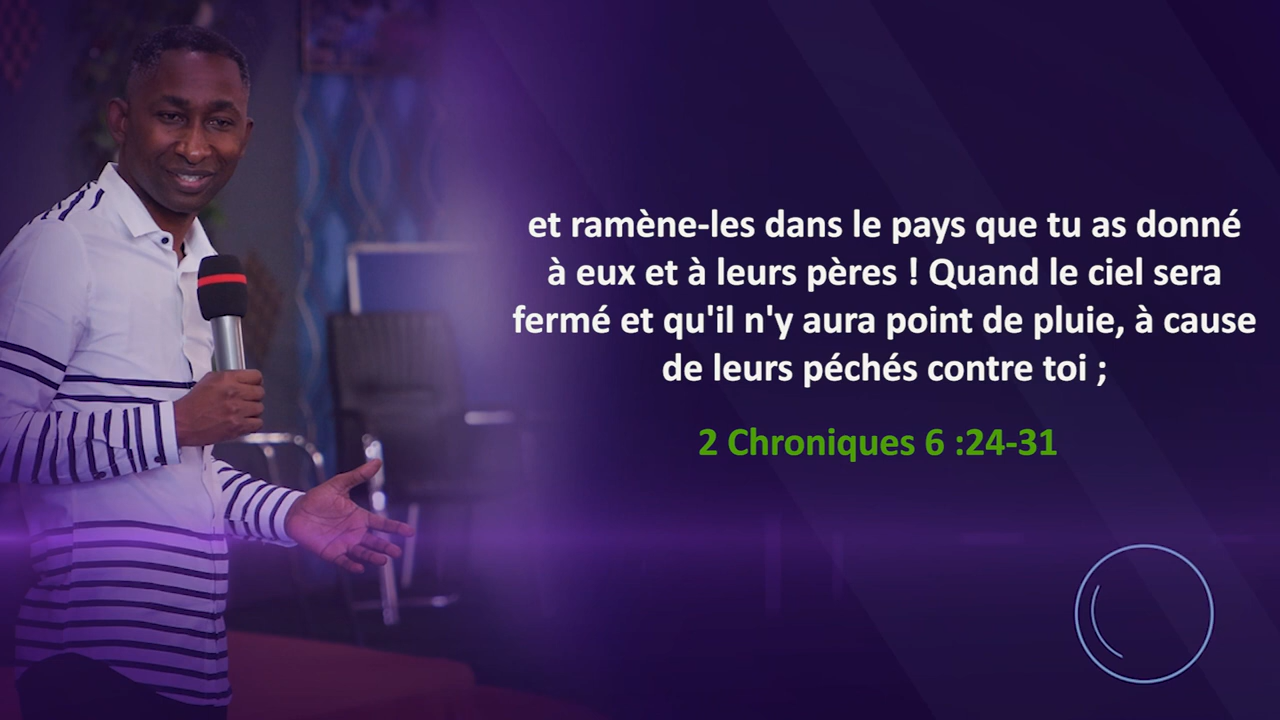 et ramène-les dans le pays que tu as donné
à eux et à leurs pères ! Quand le ciel sera
fermé et qu'il n'y aura point de pluie, à cause
de leurs péchés contre toi ;
2 Chroniques 6 :24-31